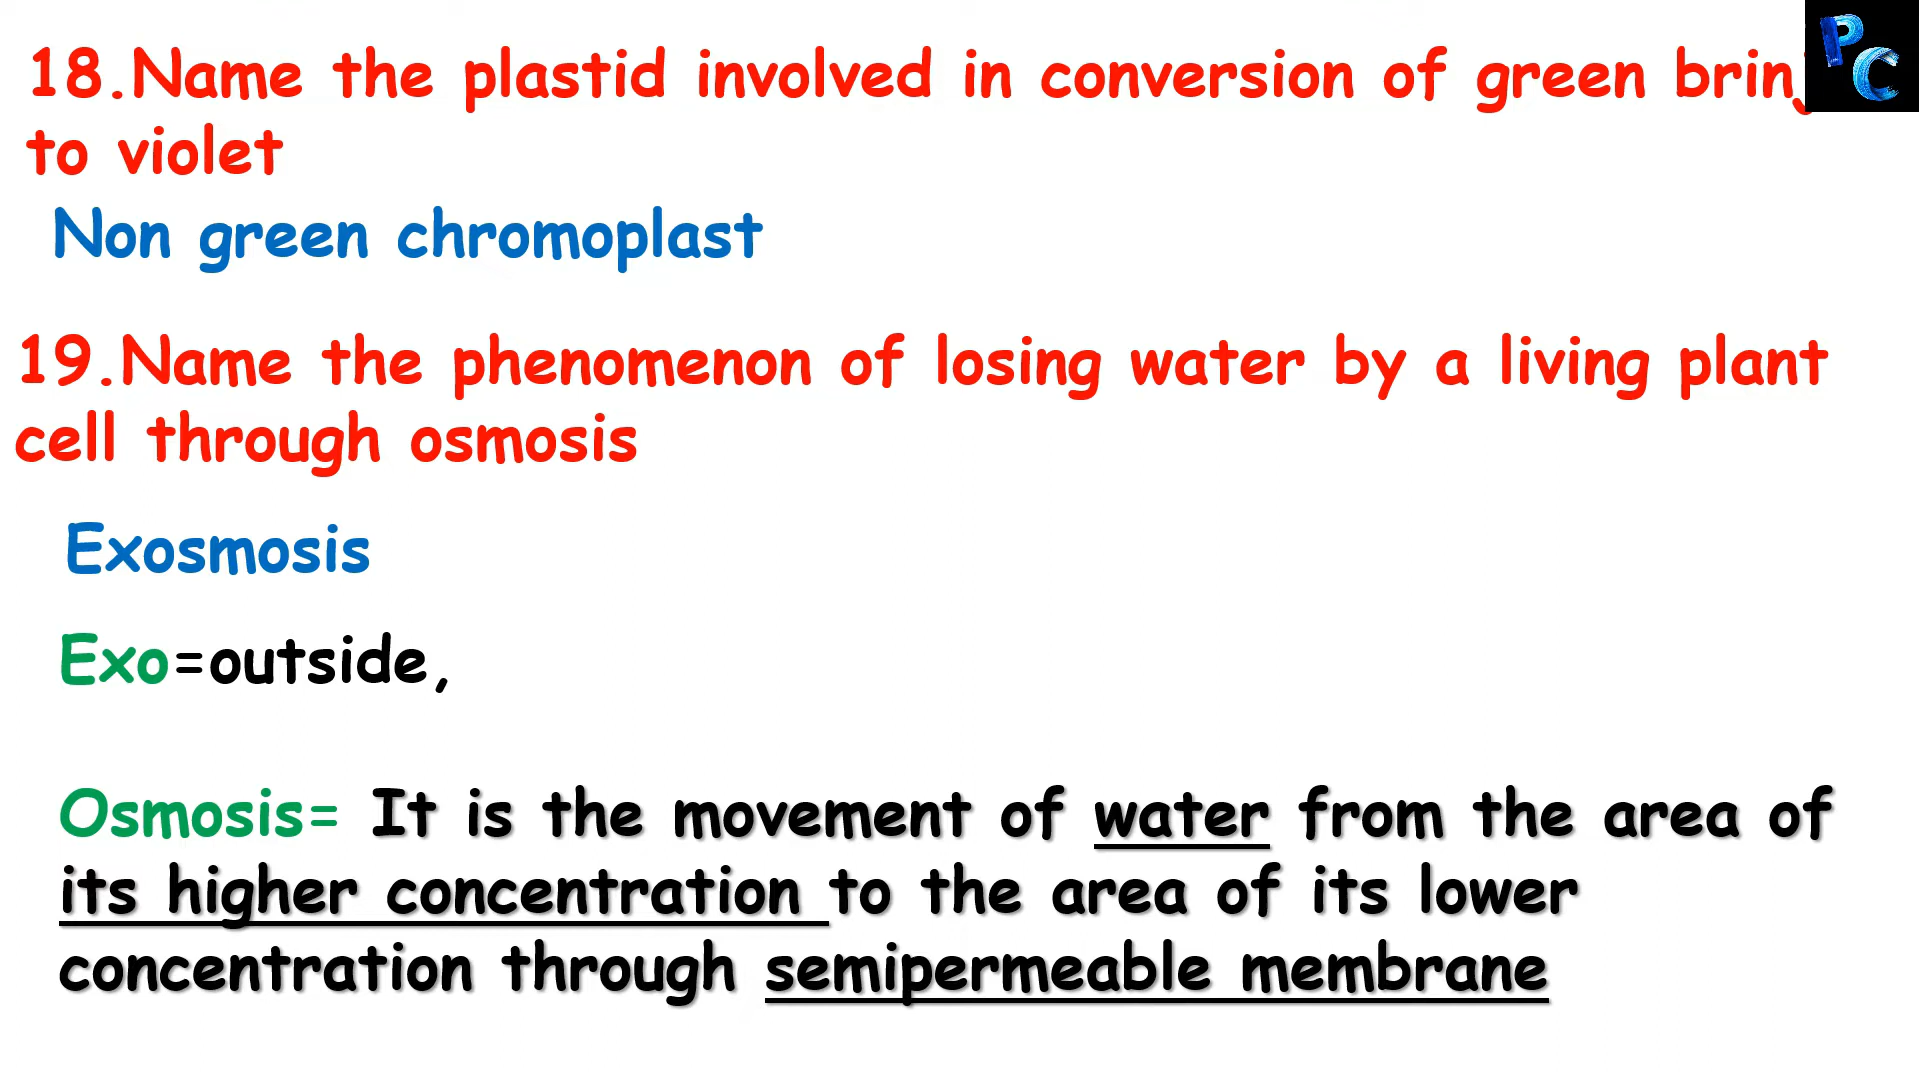 18.Name the plastid involved in conversion of green
to violet
Non green chromoplast
19.Name the phenomenon of losing water by a living plant
cell through osmosis
Exosmosis
Exo=outside,
Osmosis= It is the movement of water from the area of
its higher concentration to the area of its lower
concentration through semipermeable membrane
PC